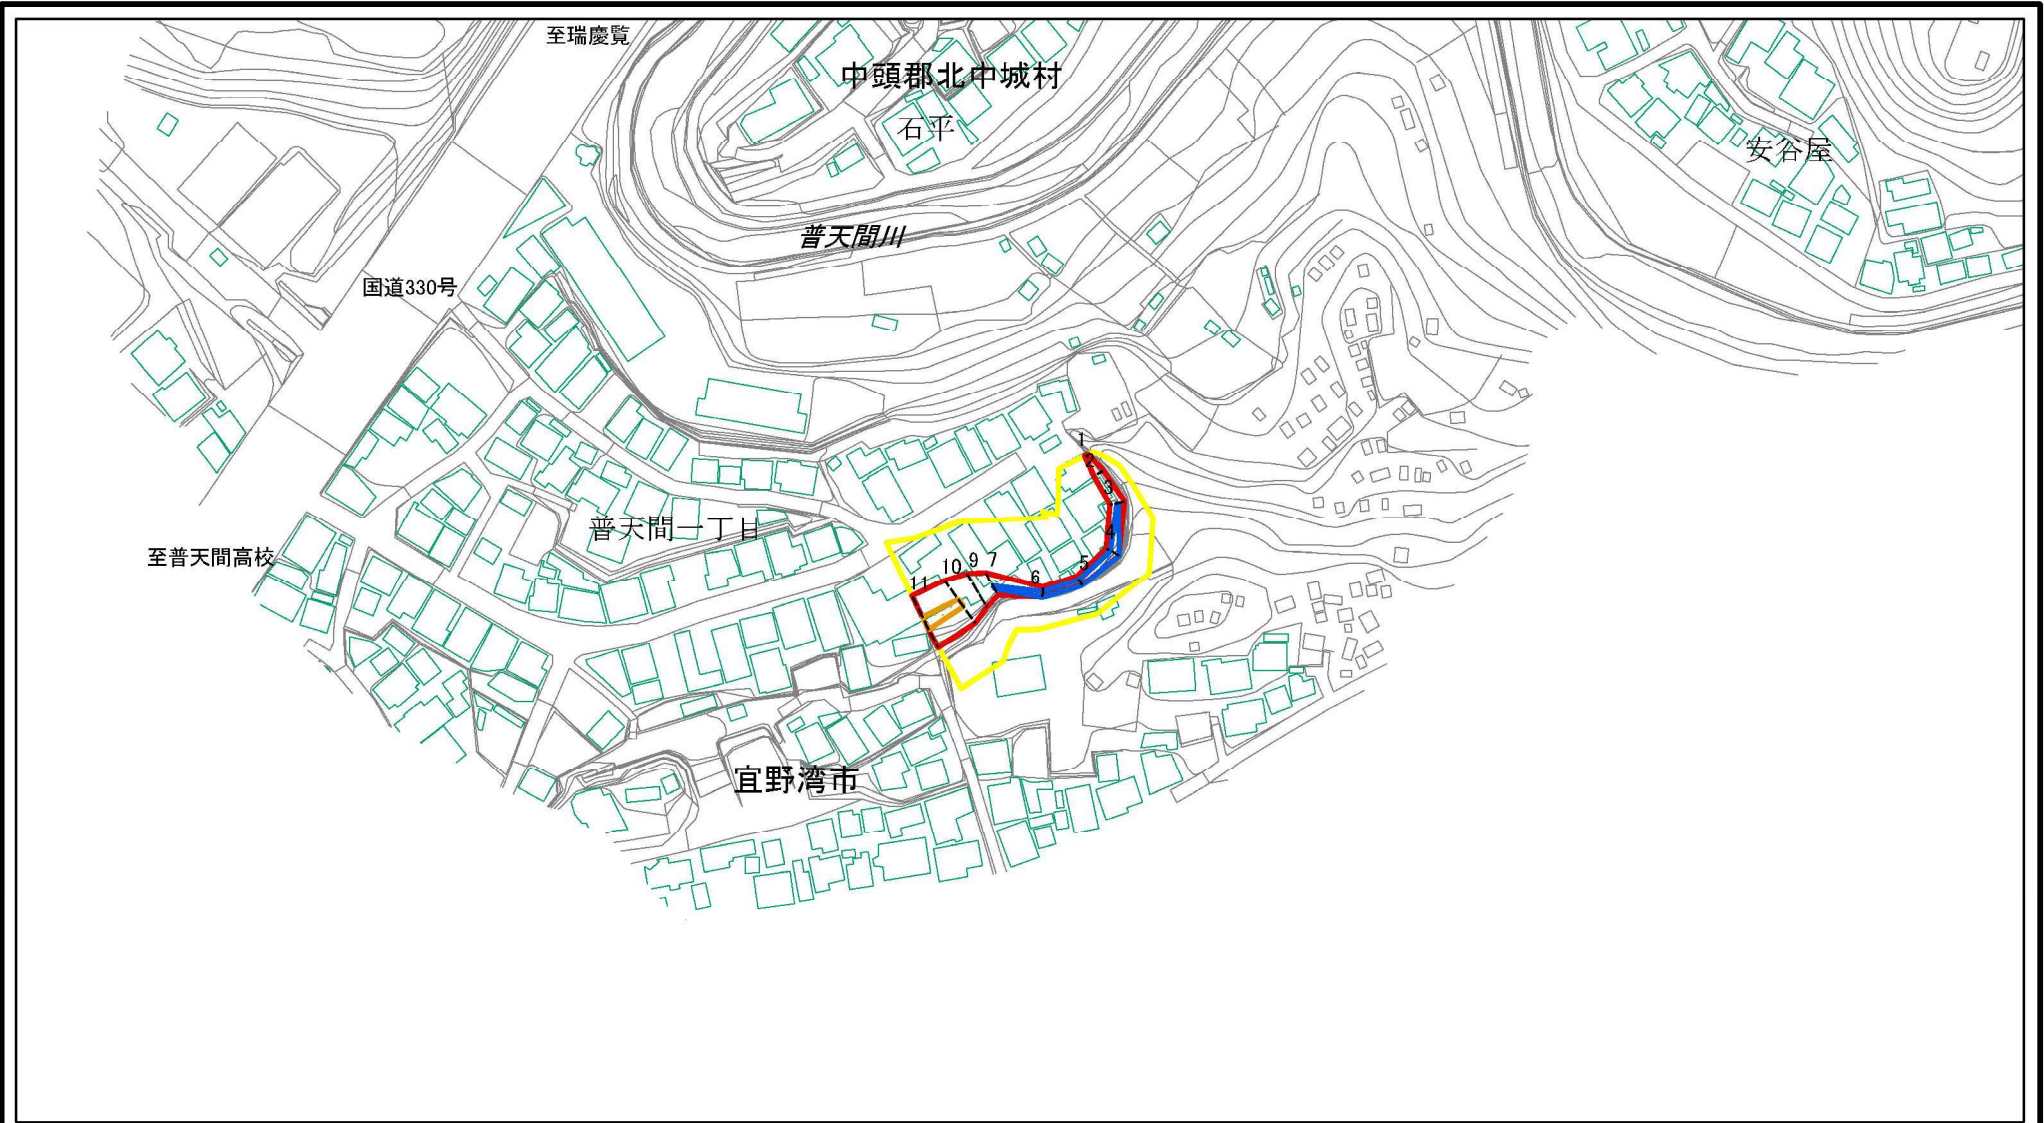 至瑞慶覧
中頭郡北中城村
石平
安谷屋
普天間川
国道330号
1
2
3
普天間一丁目
4
至普天間高校
5
11
10
9
7
6
宜野湾市